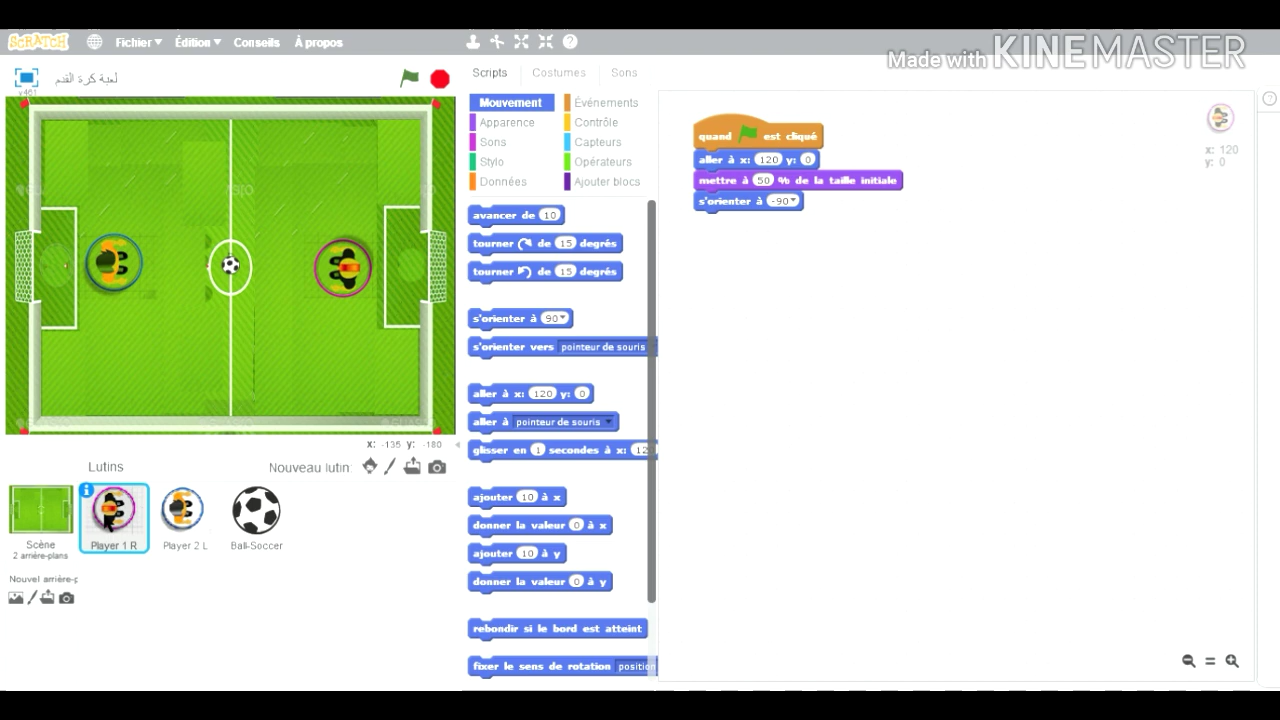 Made with KINEMASTER
SCRATCH Fichier Édition Conseils À propos
v461 لعبة كرة القدم
Scripts Costumes Sons
Mouvement Événements
Apparence Contrôle
Sons Capteurs
Stylo Opérateurs
Données Ajouter blocs
avancer de 10
tourner de 15 degrés
tourner de 15 degrés
s'orienter à 90
s'orienter vers pointeur de souris
aller à x: 120 y: 0
aller à pointeur de souris
glisser en 1 secondes à x: 12
ajouter 10 à x
donner la valeur 0 à x
ajouter 10 à y
donner la valeur 0 à y
rebondir si le bord est atteint
fixer le sens de rotation position
quand est cliqué
aller à x: 120 y: 0
mettre à 50 % de la taille initiale
s'orienter à -90
x: 120
y: 0
x: -135 y: -180
Lutins Nouveau lutin:
Scène
2 arrière-plans
Player 1 R
Player 2 L
Ball-Soccer
Nouvel arrière-p